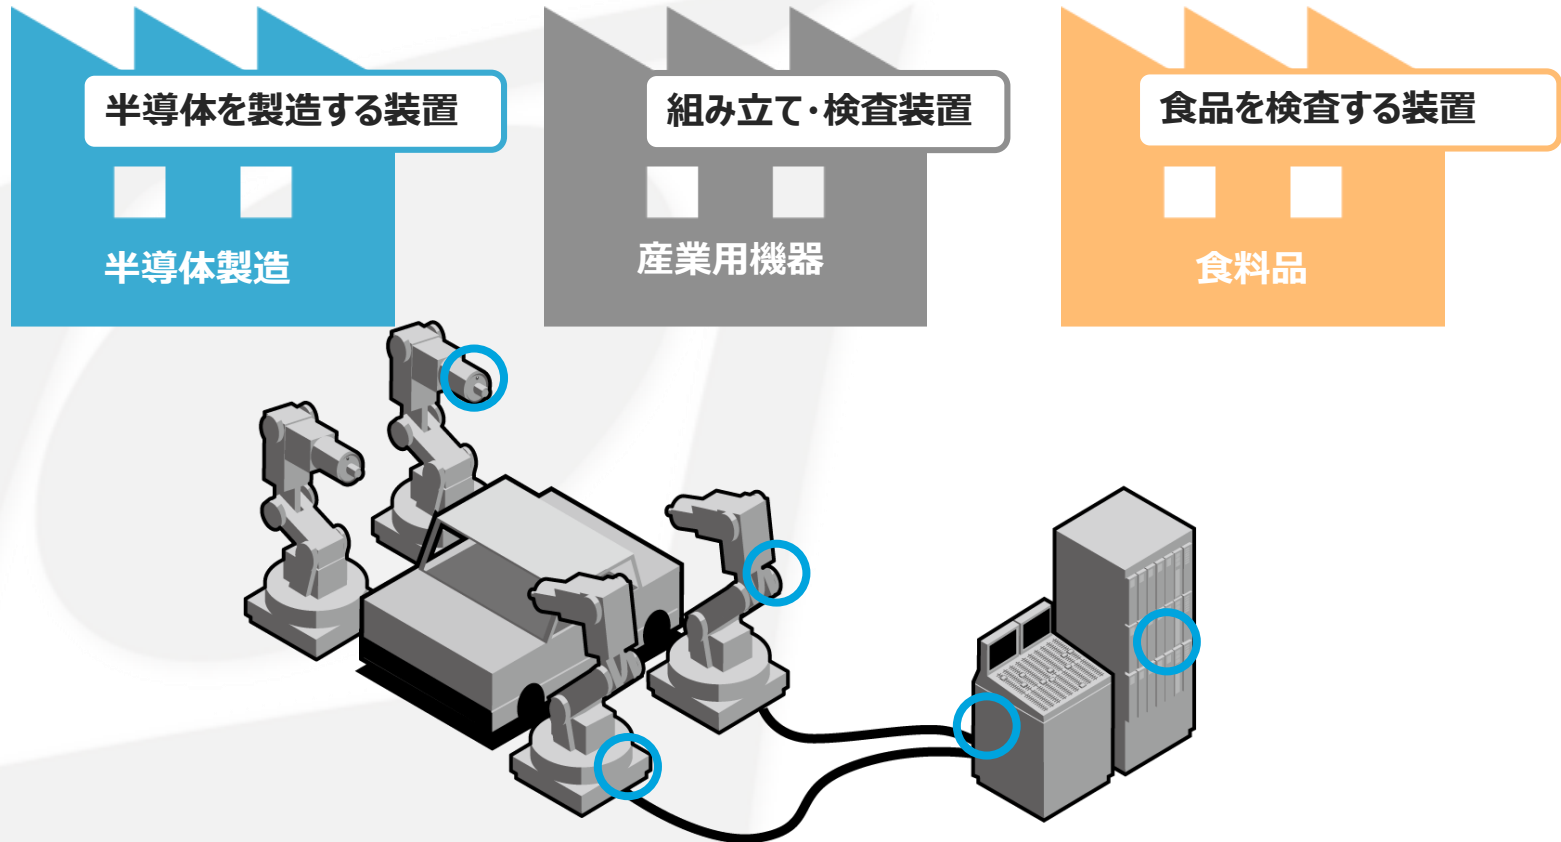 半導体を製造する装置
組み立て・検査装置
食品を検査する装置
半導体製造
産業用機器
食料品